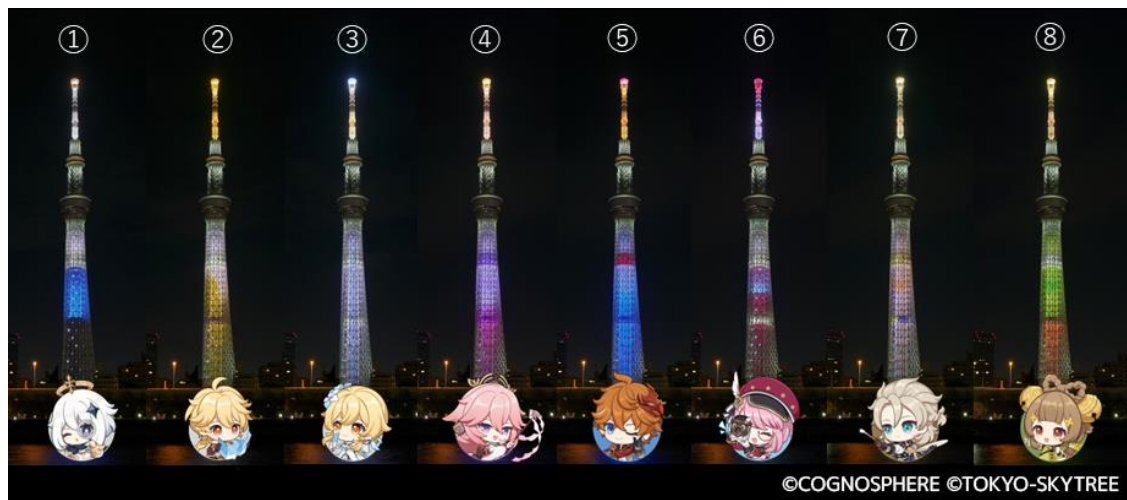 ① ② ③ ④ ⑤ ⑥ ⑦ ⑧
©COGNOSPHERE ©TOKYO-SKYTREE